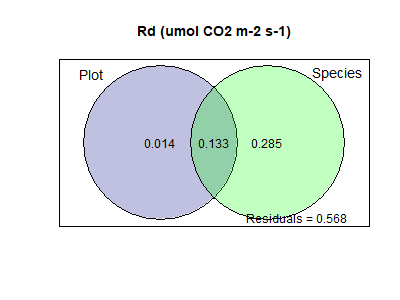 Rd (umol CO2 m-2 s-1)
Plot
Species
0.014
0.133
0.285
Residuals = 0.568